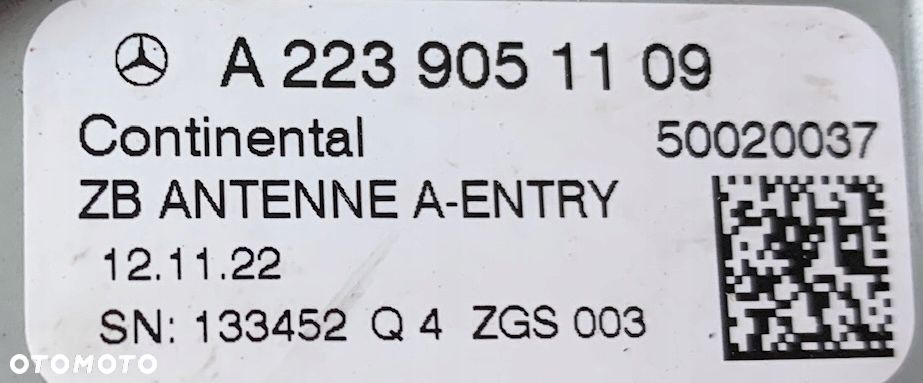 A 223 905 11 09
Continental 50020037
ZB ANTENNE A-ENTRY
12.11.22
SN: 133452 Q 4 ZGS 003
OTOMOTO